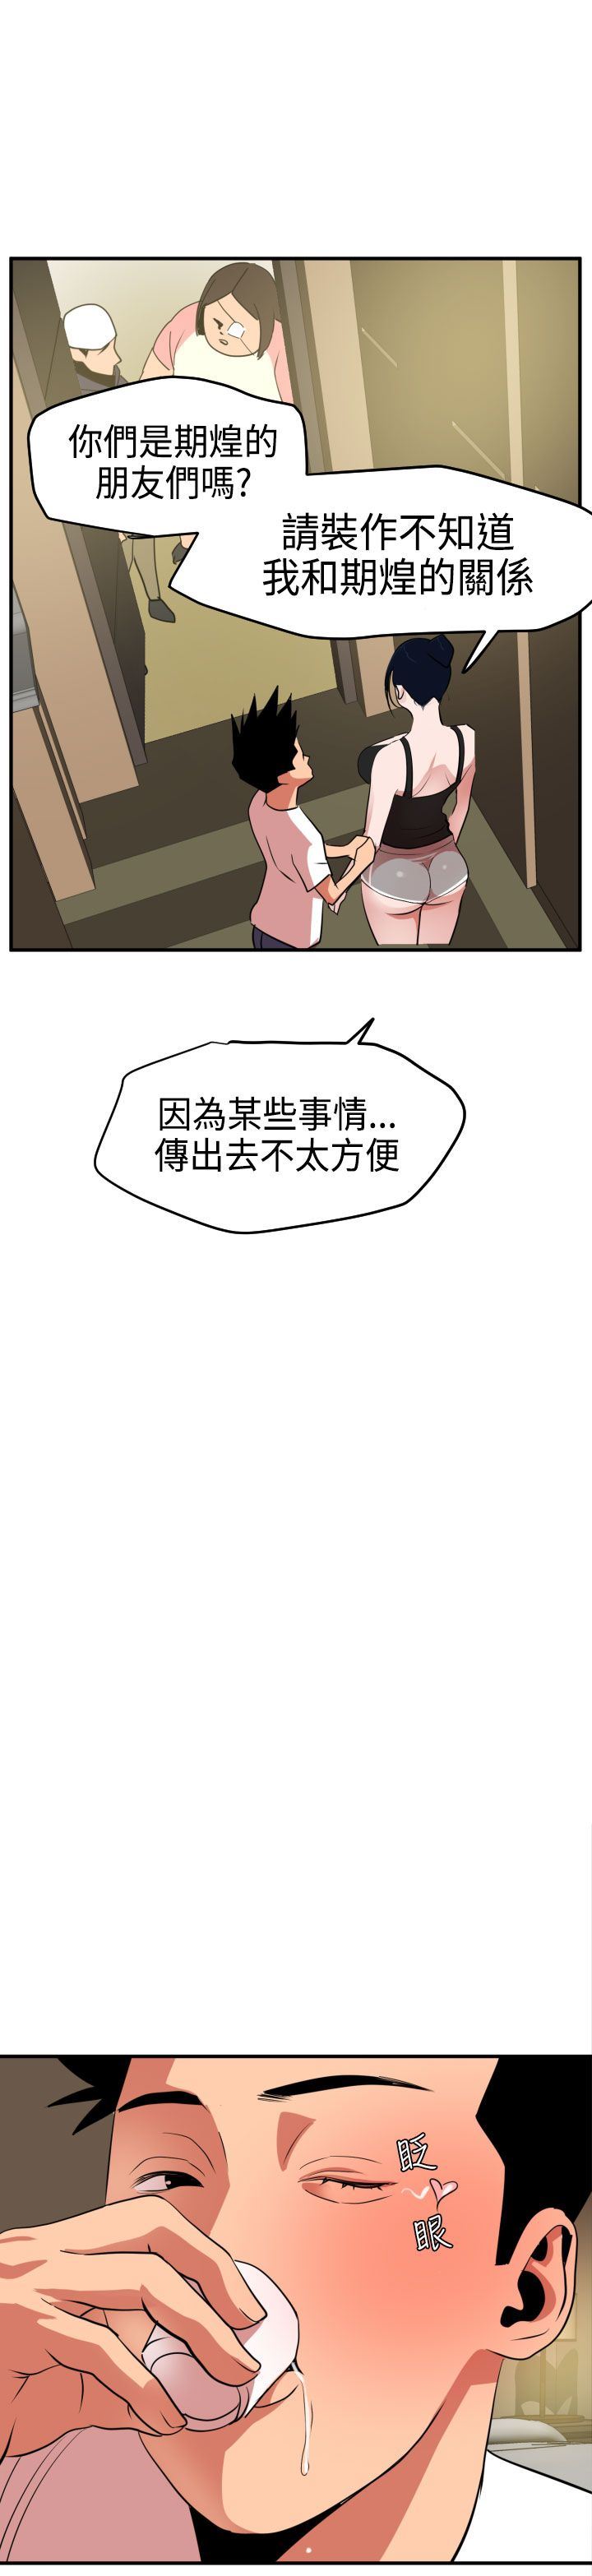 你們是期煌的
朋友們嗎?
請裝作不知道
我和期煌的關係
因為某些事情...
傳出去不太方便
眨
眼